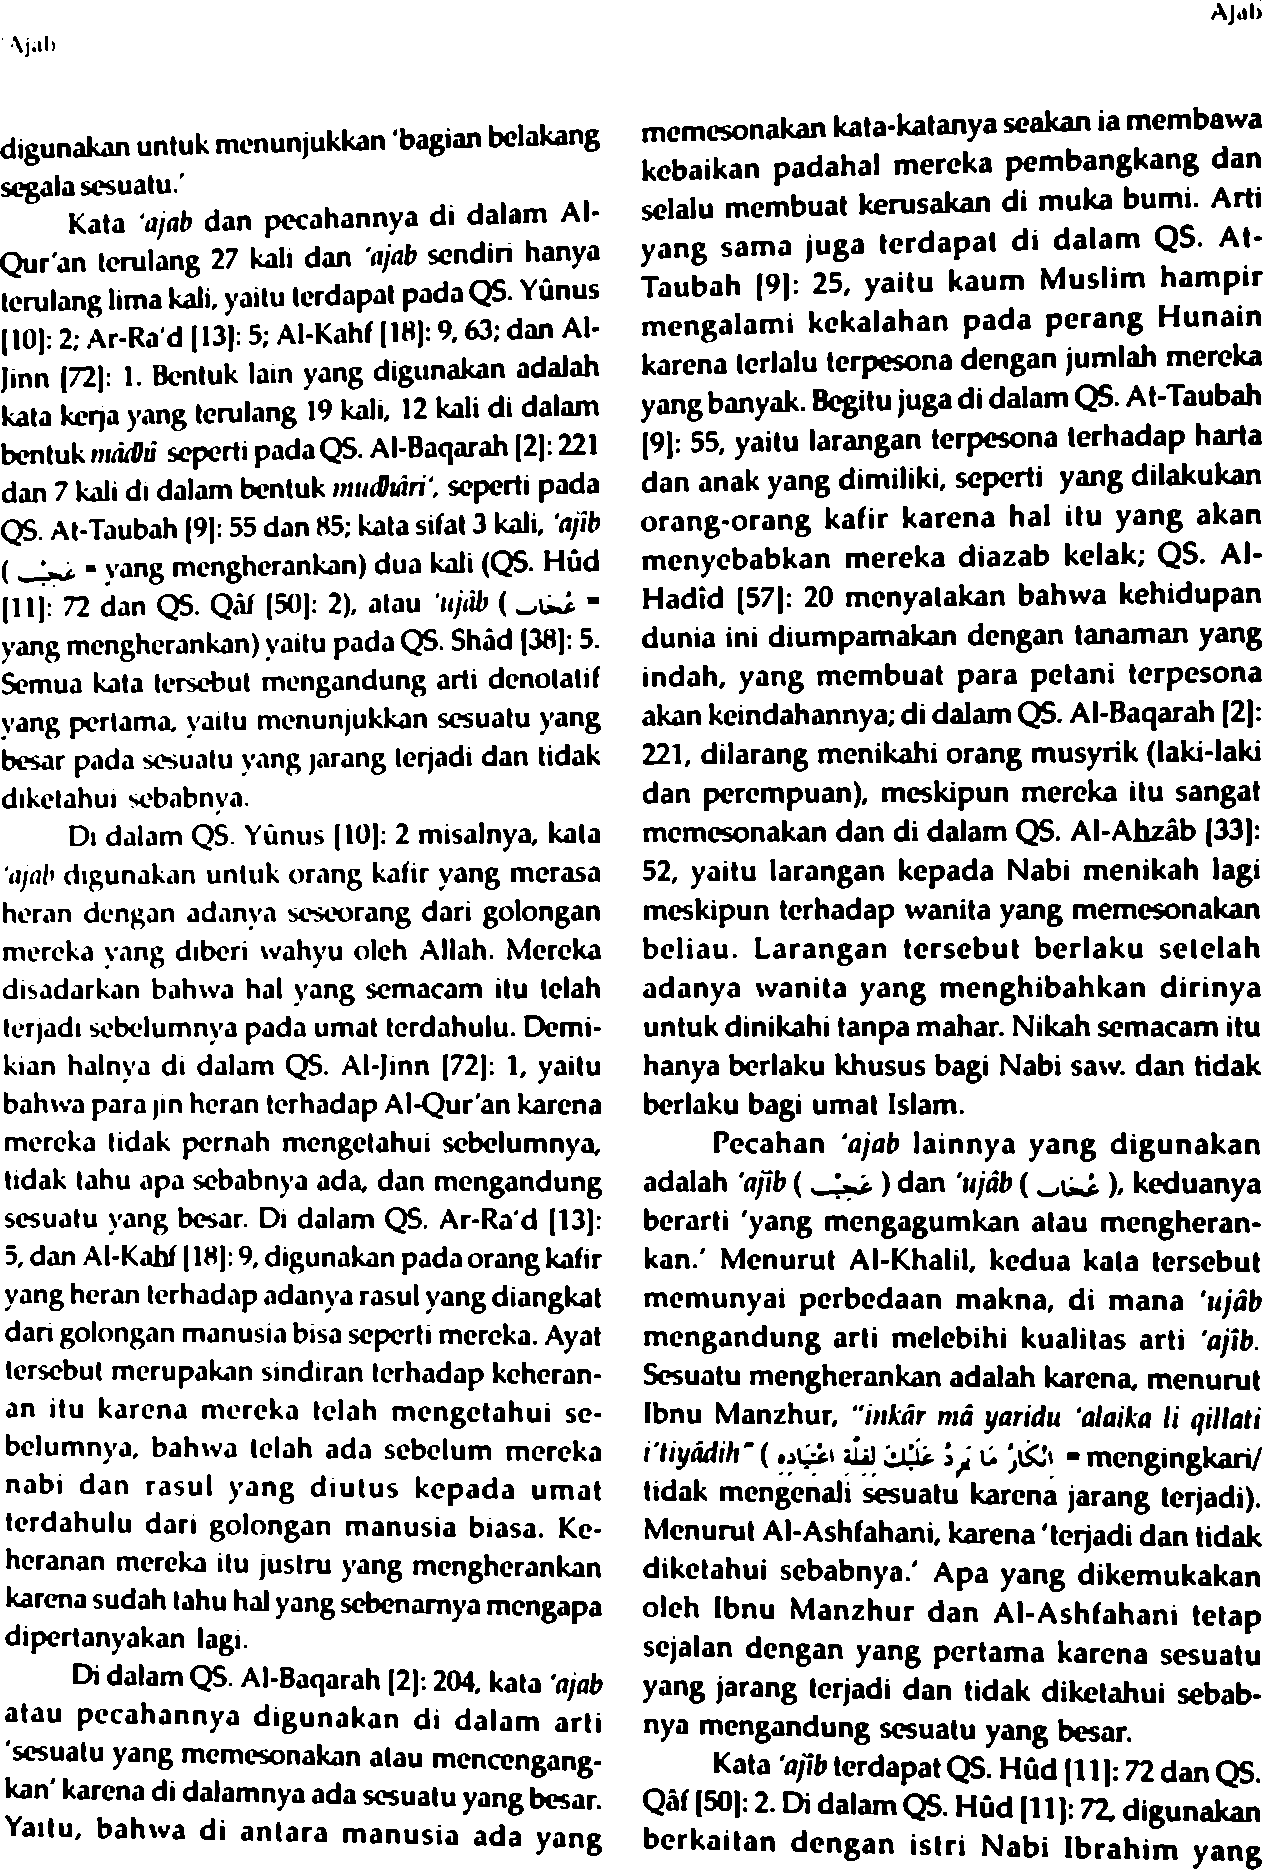 'Ajab
Ajab
digunakan untuk menunjukkan 'bagian belakang
segala sesuatu.'
Kata 'ajab dan pecahannya di dalam Al-
Qur'an terulang 27 kali dan 'ajab sendiri hanya
terulang lima kali, yaitu terdapat pada QS. Yûnus
[10]: 2; Ar-Ra'd [13]: 5; Al-Kahf [18]: 9, 63; dan Al-
Jinn [72]: 1. Bentuk lain yang digunakan adalah
kata kerja yang terulang 19 kali, 12 kali di dalam
bentuk mâdhî seperti pada QS. Al-Baqarah [2]: 221
dan 7 kali di dalam bentuk mudhâri', seperti pada
QS. At-Taubah [9]: 55 dan 85; kata sifat 3 kali, 'ajîb
( عَجِيْب = yang mengherankan) dua kali (QS. Hûd
[11]: 72 dan QS. Qâf [50]: 2), atau 'ujâb ( عُجَاب =
yang mengherankan) yaitu pada QS. Shâd [38]: 5.
Semua kata tersebut mengandung arti denotatif
yang pertama, yaitu menunjukkan sesuatu yang
besar pada sesuatu yang jarang terjadi dan tidak
diketahui sebabnya.
Di dalam QS. Yûnus [10]: 2 misalnya, kata
'ajab digunakan untuk orang kafir yang merasa
heran dengan adanya seseorang dari golongan
mereka yang diberi wahyu oleh Allah. Mereka
disadarkan bahwa hal yang semacam itu telah
terjadi sebelumnya pada umat terdahulu. Demi-
kian halnya di dalam QS. Al-Jinn [72]: 1, yaitu
bahwa para jin heran terhadap Al-Qur'an karena
mereka tidak pernah mengetahui sebelumnya,
tidak tahu apa sebabnya ada, dan mengandung
sesuatu yang besar. Di dalam QS. Ar-Ra'd [13]:
5, dan Al-Kahf [18]: 9, digunakan pada orang kafir
yang heran terhadap adanya rasul yang diangkat
dari golongan manusia bisa seperti mereka. Ayat
tersebut merupakan sindiran terhadap keheran-
an itu karena mereka telah mengetahui se-
belumnya, bahwa telah ada sebelum mereka
nabi dan rasul yang diutus kepada umat
terdahulu dari golongan manusia biasa. Ke-
heranan mereka itu justru yang mengherankan
karena sudah tahu hal yang sebenarnya mengapa
dipertanyakan lagi.
Di dalam QS. Al-Baqarah [2]: 204, kata 'ajab
atau pecahannya digunakan di dalam arti
'sesuatu yang memesonakan atau mencengang-
kan' karena di dalamnya ada sesuatu yang besar.
Yaitu, bahwa di antara manusia ada yang
memesonakan kata-katanya seakan ia membawa
kebaikan padahal mereka pembangkang dan
selalu membuat kerusakan di muka bumi. Arti
yang sama juga terdapat di dalam QS. At-
Taubah [9]: 25, yaitu kaum Muslim hampir
mengalami kekalahan pada perang Hunain
karena terlalu terpesona dengan jumlah mereka
yang banyak. Begitu juga di dalam QS. At-Taubah
[9]: 55, yaitu larangan terpesona terhadap harta
dan anak yang dimiliki, seperti yang dilakukan
orang-orang kafir karena hal itu yang akan
menyebabkan mereka diazab kelak; QS. Al-
Hadîd [57]: 20 menyatakan bahwa kehidupan
dunia ini diumpamakan dengan tanaman yang
indah, yang membuat para petani terpesona
akan keindahannya; di dalam QS. Al-Baqarah [2]:
221, dilarang menikahi orang musyrik (laki-laki
dan perempuan), meskipun mereka itu sangat
memesonakan dan di dalam QS. Al-Ahzâb [33]:
52, yaitu larangan kepada Nabi menikah lagi
meskipun terhadap wanita yang memesonakan
beliau. Larangan tersebut berlaku setelah
adanya wanita yang menghibahkan dirinya
untuk dinikahi tanpa mahar. Nikah semacam itu
hanya berlaku khusus bagi Nabi saw. dan tidak
berlaku bagi umat Islam.
Pecahan 'ajab lainnya yang digunakan
adalah 'ajîb ( عَجِيْب ) dan 'ujâb ( عُجَاب ), keduanya
berarti 'yang mengagumkan atau mengheran-
kan.' Menurut Al-Khalil, kedua kata tersebut
memunyai perbedaan makna, di mana 'ujâb
mengandung arti melebihi kualitas arti 'ajîb.
Sesuatu mengherankan adalah karena, menurut
Ibnu Manzhur, "inkâr mâ yaridu 'alaika li qillati
i'tiyâdih" ( اِنْكَارُ مَا يَرِدُ عَلَيْكَ لِقِلَّةِ اعْتِيَادِهِ = mengingkari/
tidak mengenali sesuatu karena jarang terjadi).
Menurut Al-Ashfahani, karena 'terjadi dan tidak
diketahui sebabnya.' Apa yang dikemukakan
oleh Ibnu Manzhur dan Al-Ashfahani tetap
sejalan dengan yang pertama karena sesuatu
yang jarang terjadi dan tidak diketahui sebab-
nya mengandung sesuatu yang besar.
Kata 'ajîb terdapat QS. Hûd [11]: 72 dan QS.
Qâf [50]: 2. Di dalam QS. Hûd [11]: 72, digunakan
berkaitan dengan istri Nabi Ibrahim yang